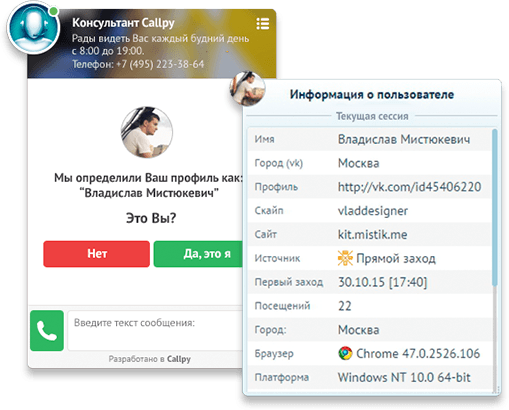 Консультант Callpy
Рады видеть Вас каждый будний день
с 8:00 до 19:00.
Телефон: +7 (495) 223-38-64
Мы определили Ваш профиль как:
"Владислав Мистюкевич"
Это Вы?
Нет
Да, это я
Введите текст сообщения:
Разработано в Callpy
Информация о пользователе
Текущая сессия
Имя Владислав Мистюкевич
Город (vk) Москва
Профиль http://vk.com/id45406220
Скайп vladdesigner
Сайт kit.mistik.me
Источник Прямой заход
Первый заход 30.10.15 [17:40]
Посещений 22
Город: Москва
Браузер Chrome 47.0.2526.106
Платформа Windows NT 10.0 64-bit